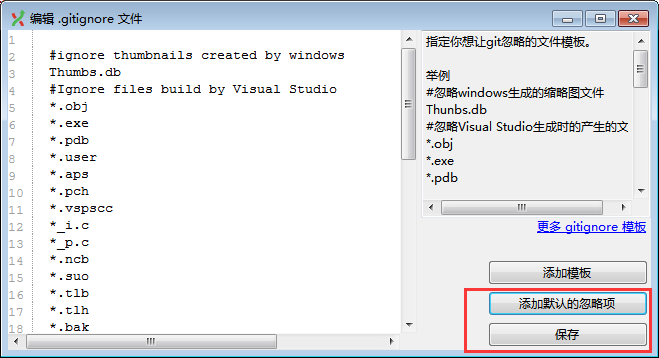 编辑 .gitignore 文件
1
2 #ignore thumbnails created by windows
3 Thumbs.db
4 #Ignore files build by Visual Studio
5 *.obj
6 *.exe
7 *.pdb
8 *.user
9 *.aps
10 *.pch
11 *.vspscc
12 *_i.c
13 *_p.c
14 *.ncb
15 *.suo
16 *.tlb
17 *.tlh
18 *.bak
指定你想让git忽略的文件模板。
举例
#忽略windows生成的缩略图文件
Thunbs.db
#忽略Visual Studio生成时的产生的文
*.obj
*.exe
*.pdb
更多 gitignore 模板
添加模板
添加默认的忽略项
保存